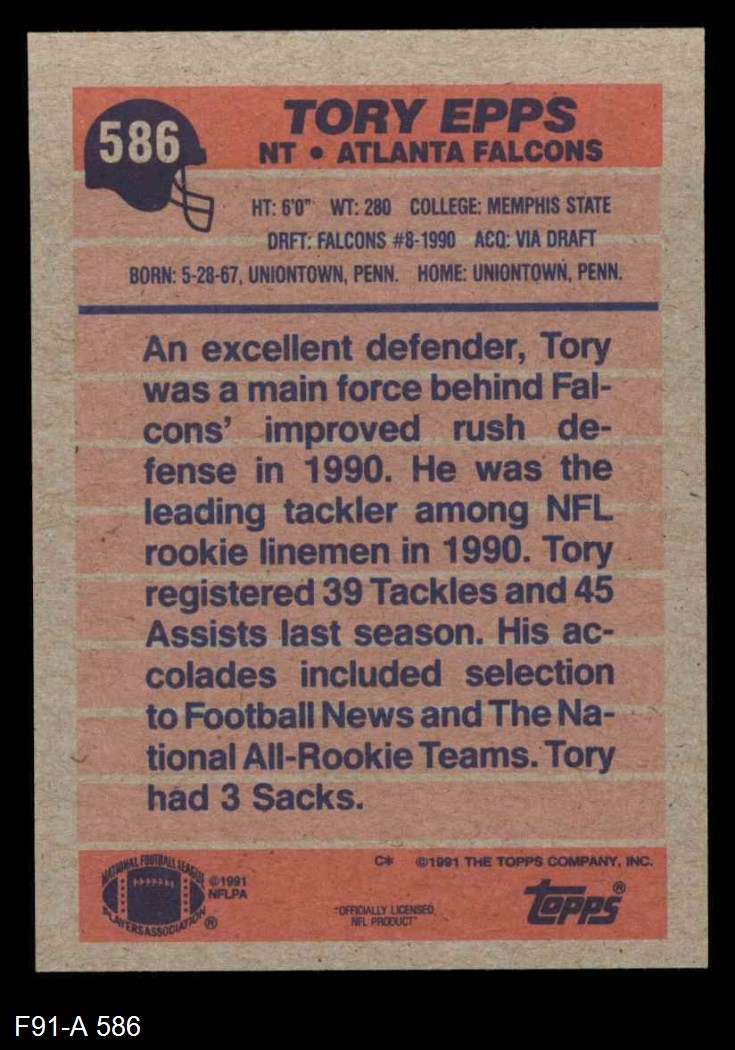 586
TORY EPPS
NT • ATLANTA FALCONS
HT: 6'0" WT: 280 COLLEGE: MEMPHIS STATE
DRFT: FALCONS #8-1990 ACQ: VIA DRAFT
BORN: 5-28-67, UNIONTOWN, PENN. HOME: UNIONTOWN, PENN.
An excellent defender, Tory
was a main force behind Fal-
cons' improved rush de-
fense in 1990. He was the
leading tackler among NFL
rookie linemen in 1990. Tory
registered 39 Tackles and 45
Assists last season. His ac-
colades included selection
to Football News and The Na-
tional All-Rookie Teams. Tory
had 3 Sacks.
NATIONAL FOOTBALL LEAGUE
PLAYERS ASSOCIATION ®
©1991
NFLPA
C* ©1991 THE TOPPS COMPANY, INC.
"OFFICIALLY LICENSED
NFL PRODUCT"
topps®
F91-A 586